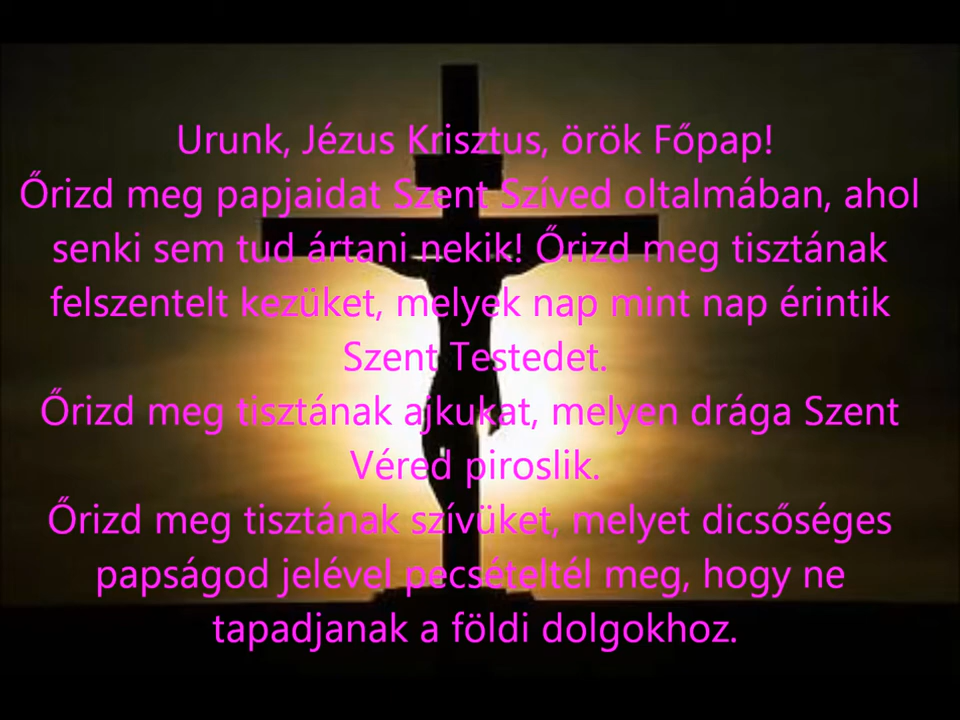 Urunk, Jézus Krisztus, örök Főpap!
Őrizd meg papjaidat Szent Szíved oltalmában, ahol
senki sem tud ártani nekik! Őrizd meg tisztának
felszentelt kezüket, melyek nap mint nap érintik
Szent Testedet.
Őrizd meg tisztának ajkukat, melyen drága Szent
Véred piroslik.
Őrizd meg tisztának szívüket, melyet dicsőséges
papságod jelével pecsételtél meg, hogy ne
tapadjanak a földi dolgokhoz.